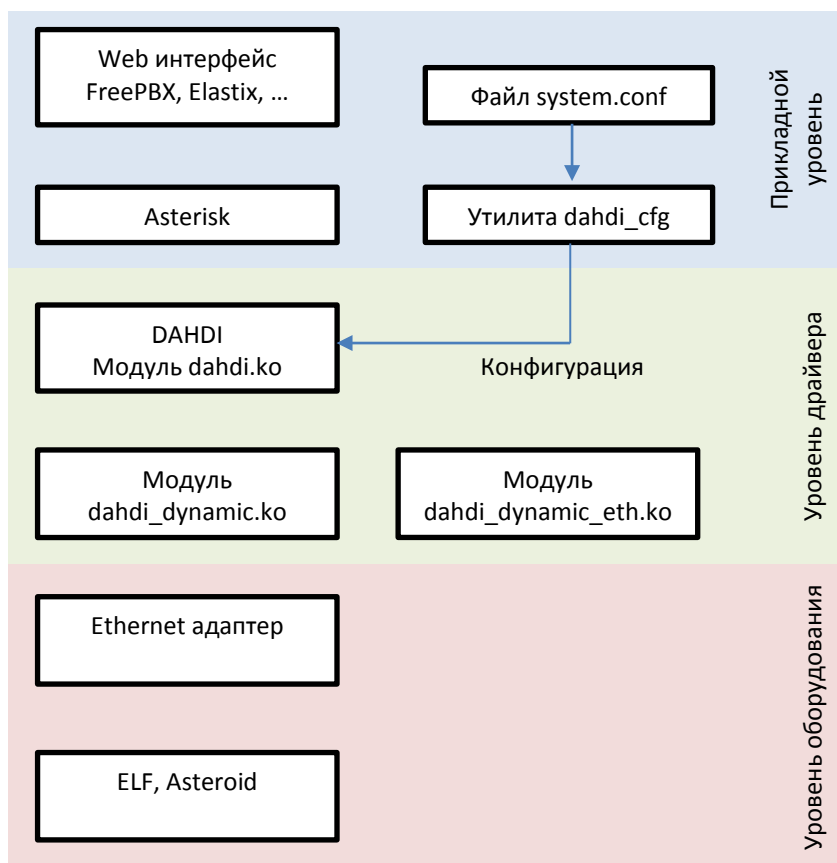 Web интерфейс
FreePBX, Elastix, ...
Файл system.conf
Прикладной
уровень
Asterisk
Утилита dahdi_cfg
DAHDI
Модуль dahdi.ko
Конфигурация
Уровень драйвера
Модуль
dahdi_dynamic.ko
Модуль
dahdi_dynamic_eth.ko
Ethernet адаптер
Уровень оборудования
ELF, Asteroid